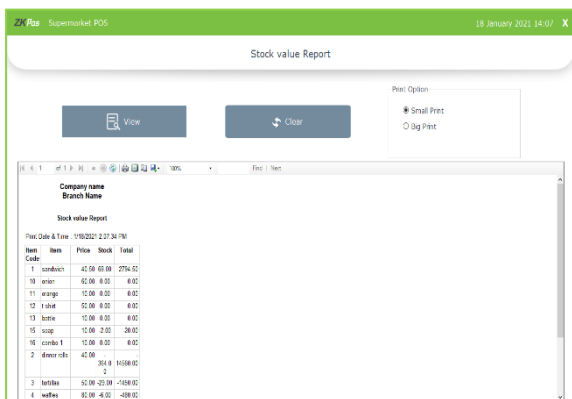 ZKPos Supermarket POS 18 January 2021 14:07 X
Stock value Report
Print Option
View
Clear
Small Print
Big Print
1 of 1 100% Find | Next
Company name
Branch Name
Stock value Report
Print Date & Time : 1/18/2021 2:07:34 PM
Item Code Item Price Stock Total
1 sandwich 40.50 69.00 2794.50
10 onion 60.00 0.00 0.00
11 orange 10.00 0.00 0.00
12 t shirt 0.00 0.00
13 bottle 10.00 0.00 0.00
15 soap 10.00 -2.00 -20.00
16 combo 1 10.00 0.00 0.00
2 dinner rolls 40.00 - -
364.0 14560.00
0
3 tortillas 50.00 -29.00 -1450.00
4 waffles 80.00 -6.00 -480.00